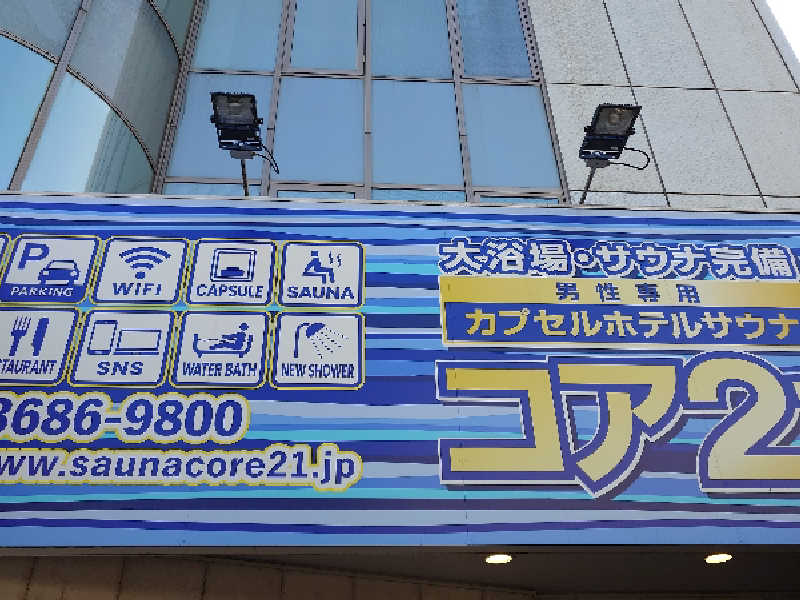 P
PARKING
WIFI
CAPSULE
SAUNA
STAURANT
SNS
WATER BATH
NEW SHOWER
3686-9800
www.saunacore21.jp
大浴場・サウナ完備
男性専用
カプセルホテルサウナ
コア2